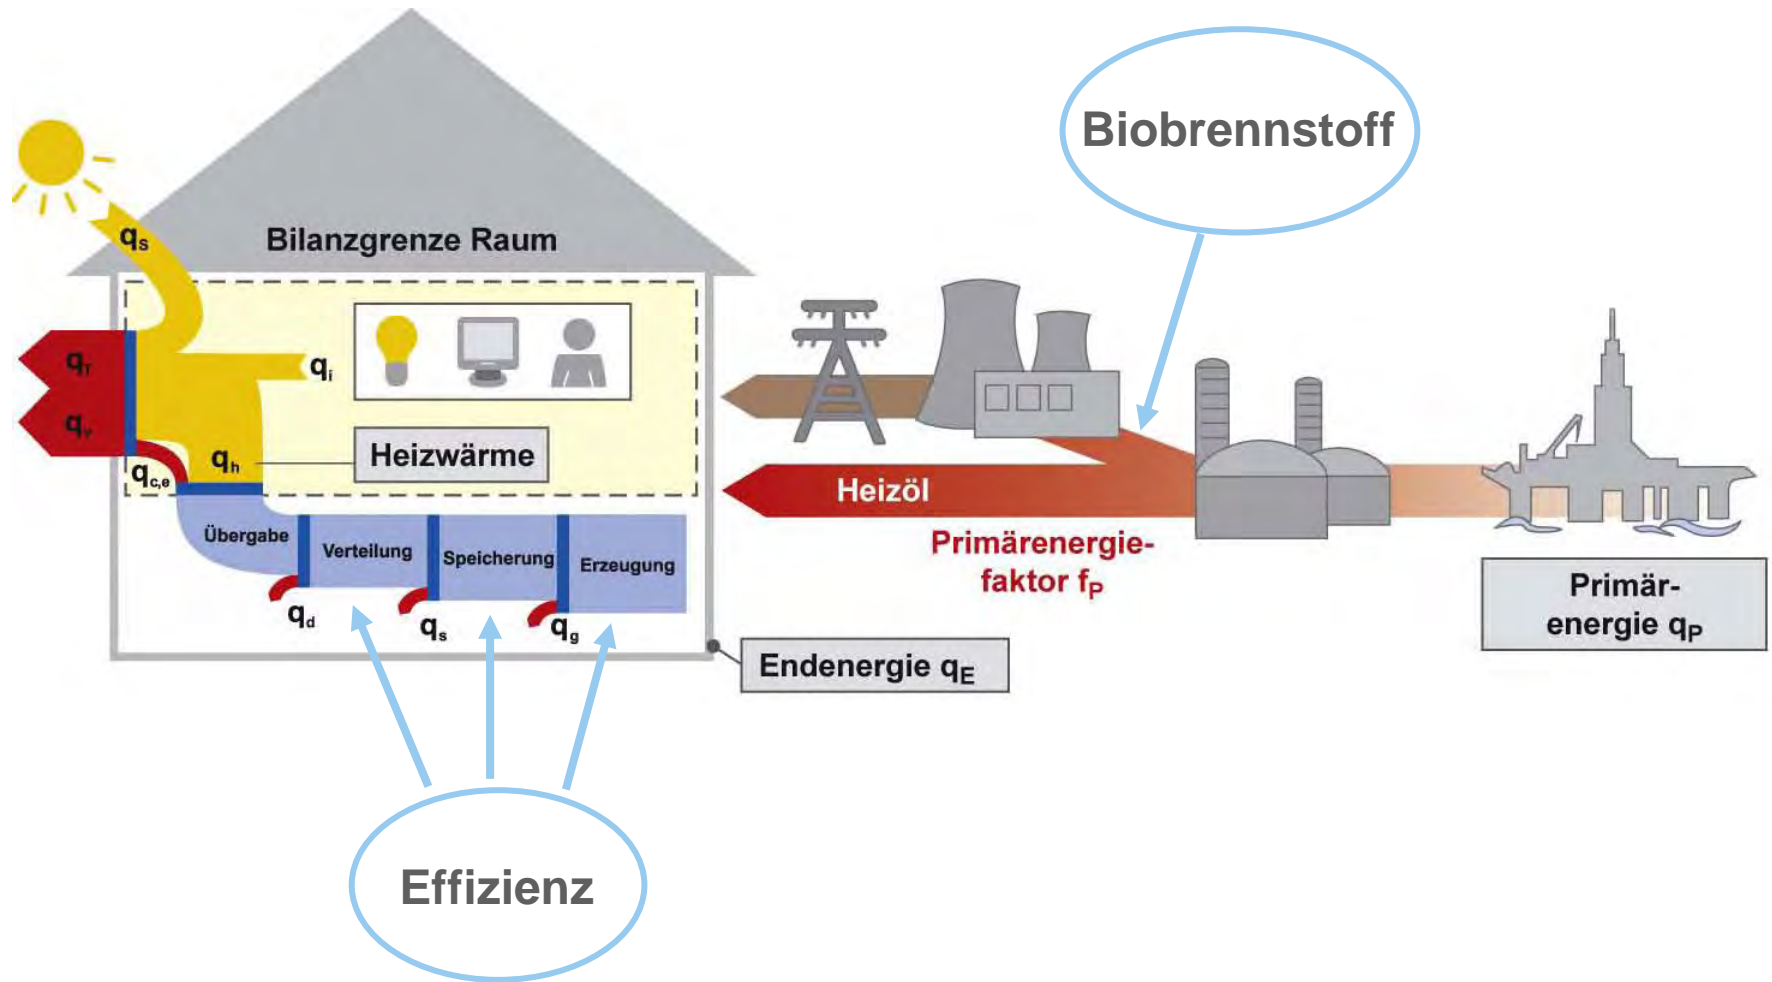 Biobrennstoff
qs
Bilanzgrenze Raum
qT
qi
qv
Heizwärme
qh
qc,e
Übergabe
Verteilung
Speicherung
Erzeugung
qd
qs
qg
Heizöl
Primärenergie-
faktor fP
Primär-
energie qP
Endenergie qE
Effizienz